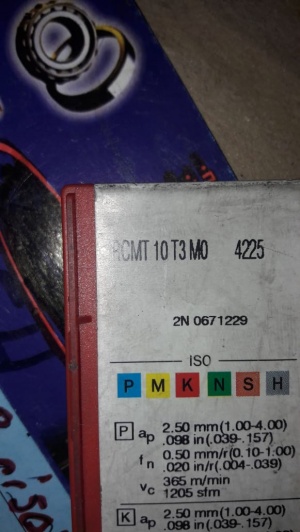 RCMT 10 T3 M0 4225
2N 0671229
ISO
P M K N S H
P ap 2.50 mm(1.00-4.00)
.098 in(.039-.157)
fn 0.50 mm/r(0.10-1.00)
.020 in/r(.004-.039)
vc 365 m/min
1205 sfm
K ap 2.50 mm(1.00-4.00)
.098 in(.039-.157)